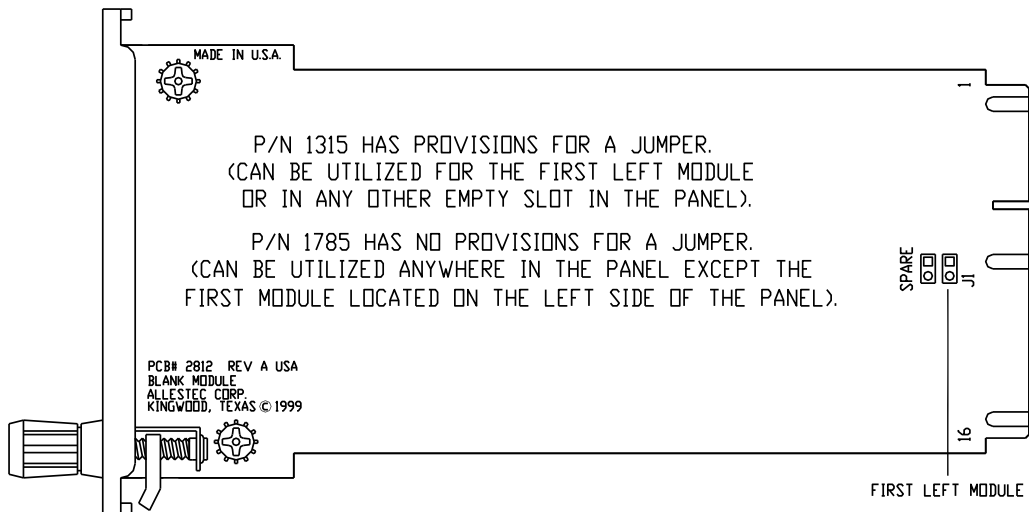 MADE IN U.S.A.
1
P/N 1315 HAS PROVISIONS FOR A JUMPER.
(CAN BE UTILIZED FOR THE FIRST LEFT MODULE
OR IN ANY OTHER EMPTY SLOT IN THE PANEL).
P/N 1785 HAS NO PROVISIONS FOR A JUMPER.
(CAN BE UTILIZED ANYWHERE IN THE PANEL EXCEPT THE
FIRST MODULE LOCATED ON THE LEFT SIDE OF THE PANEL).
SPARE
J1
PCB# 2812 REV A USA
BLANK MODULE
ALLESTEC CORP.
KINGWOOD, TEXAS © 1999
16
FIRST LEFT MODULE